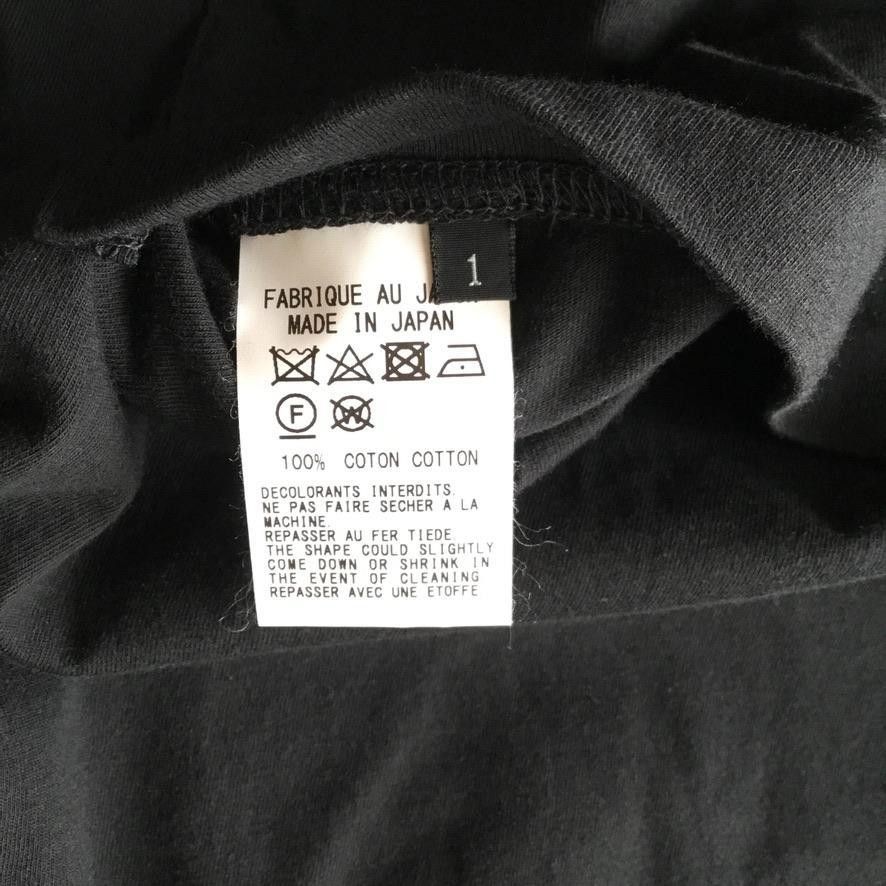 1
FABRIQUE AU
MADE IN JAPAN
F
W
100% COTON COTTON
DECOLORANTS INTERDITS.
NE PAS FAIRE SECHER A LA
MACHINE.
REPASSER AU FER TIEDE
THE SHAPE COULD SLIGHTLY
COME DOWN OR SHRINK IN
THE EVENT OF CLEANING
REPASSER AVEC UNE ETOFFE